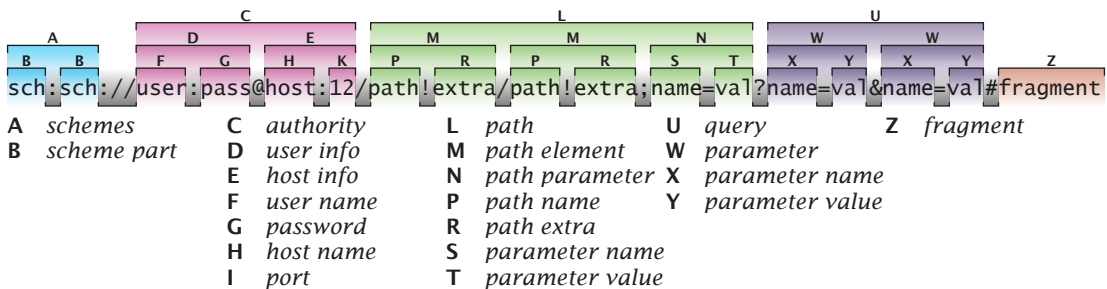 C L U
A D E M M N W W
B B F G H K P R P R S T X Y X Y Z
sch:sch://user:pass@host:12/path!extra/path!extra;name=val?name=val&name=val#fragment
A schemes C authority L path U query Z fragment
B scheme part D user info M path element W parameter
E host info N path parameter X parameter name
F user name P path name Y parameter value
G password R path extra
H host name S parameter name
I port T parameter value